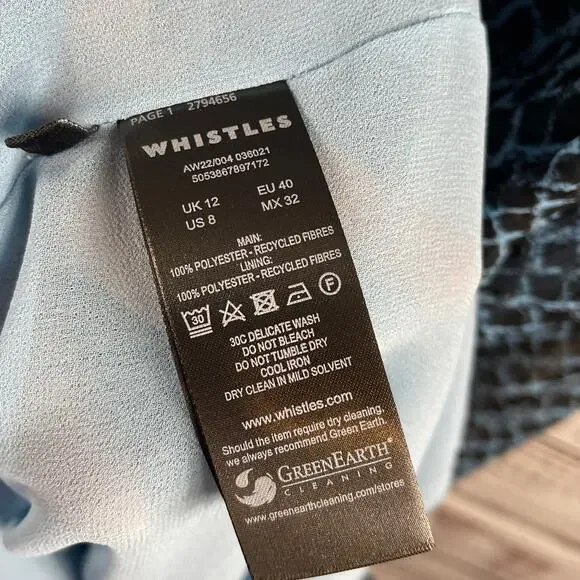 PAGE 1 2794656
WHISTLES
AW22/004 036021
5053867897172
UK 12 EU 40
US 8 MX 32
MAIN:
100% POLYESTER - RECYCLED FIBRES
LINING:
100% POLYESTER - RECYCLED FIBRES
30 F
30C DELICATE WASH
DO NOT BLEACH
DO NOT TUMBLE DRY
COOL IRON
DRY CLEAN IN MILD SOLVENT
www.whistles.com
Should the item require dry cleaning,
we always recommend Green Earth.
GREENEARTH®
CLEANING
www.greenearthcleaning.com/stores